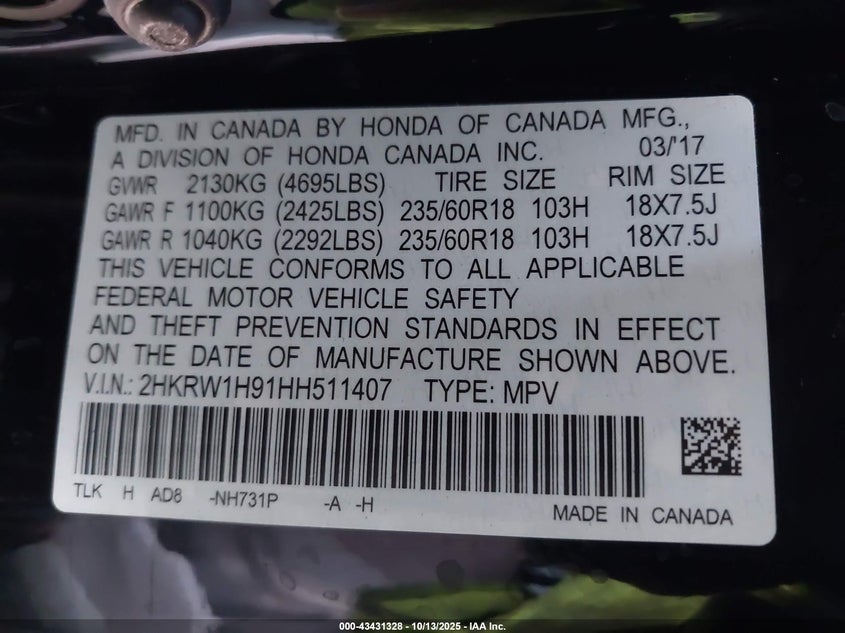 MFD. IN CANADA BY HONDA OF CANADA MFG.,
A DIVISION OF HONDA CANADA INC. 03/'17
GVWR 2130KG (4695LBS) TIRE SIZE RIM SIZE
GAWR F 1100KG (2425LBS) 235/60R18 103H 18X7.5J
GAWR R 1040KG (2292LBS) 235/60R18 103H 18X7.5J
THIS VEHICLE CONFORMS TO ALL APPLICABLE
FEDERAL MOTOR VEHICLE SAFETY
AND THEFT PREVENTION STANDARDS IN EFFECT
ON THE DATE OF MANUFACTURE SHOWN ABOVE.
V.I.N.: 2HKRW1H91HH511407 TYPE: MPV
TLK H AD8 -NH731P -A -H
MADE IN CANADA
000-43431328 - 10/13/2025 - IAA Inc.